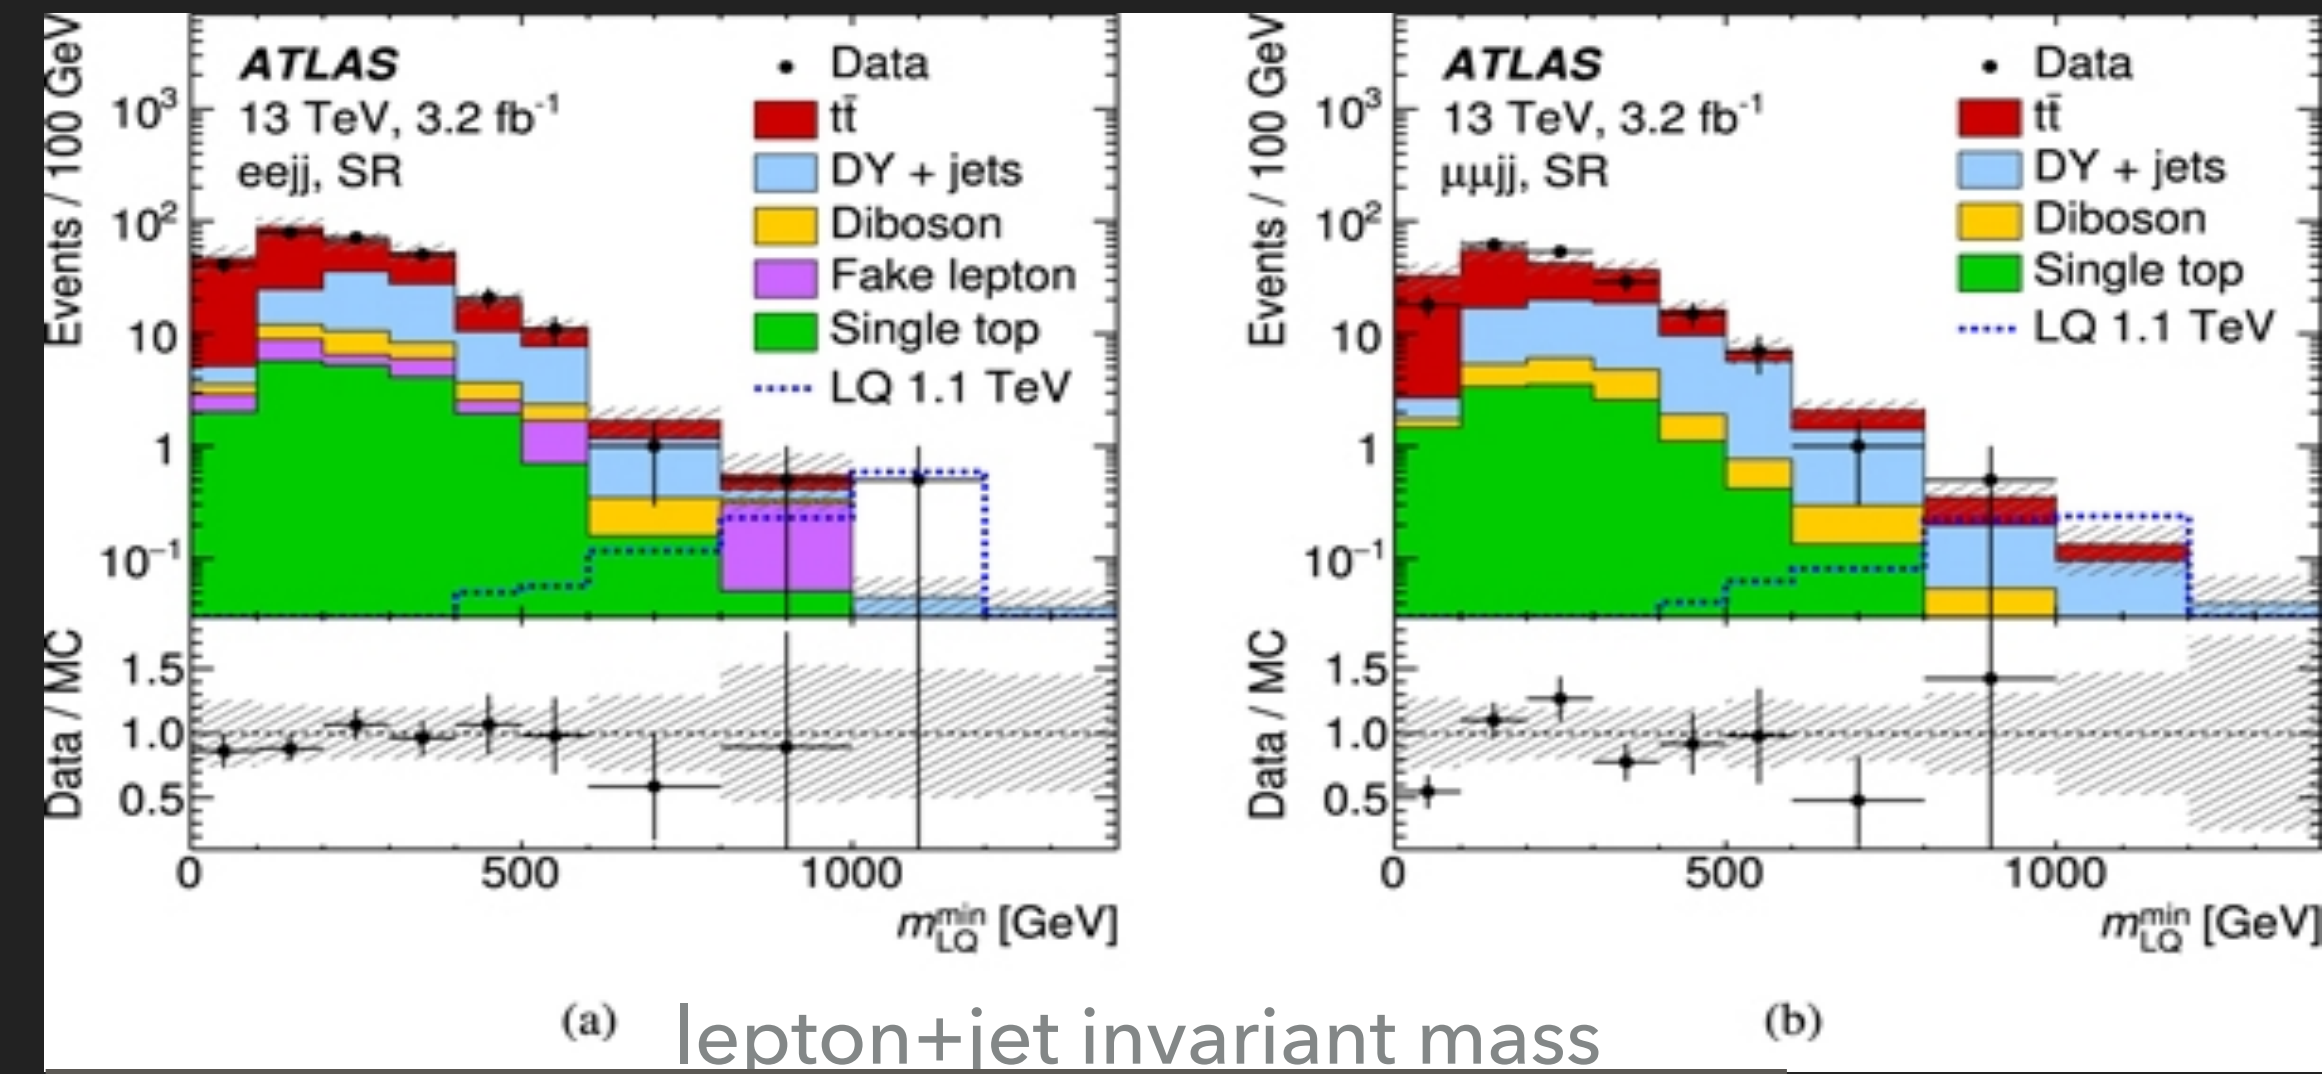 Events / 100 GeV
10³
10²
10
1
10⁻¹
ATLAS
13 TeV, 3.2 fb⁻¹
eejj, SR
Data
tt̄
DY + jets
Diboson
Fake lepton
Single top
LQ 1.1 TeV
Data / MC
1.5
1.0
0.5
0 500 1000
m_LQ^min [GeV]
(a)
Events / 100 GeV
10³
10²
10
1
10⁻¹
ATLAS
13 TeV, 3.2 fb⁻¹
μμjj, SR
Data
tt̄
DY + jets
Diboson
Single top
LQ 1.1 TeV
Data / MC
1.5
1.0
0.5
0 500 1000
m_LQ^min [GeV]
(b)
lepton+jet invariant mass